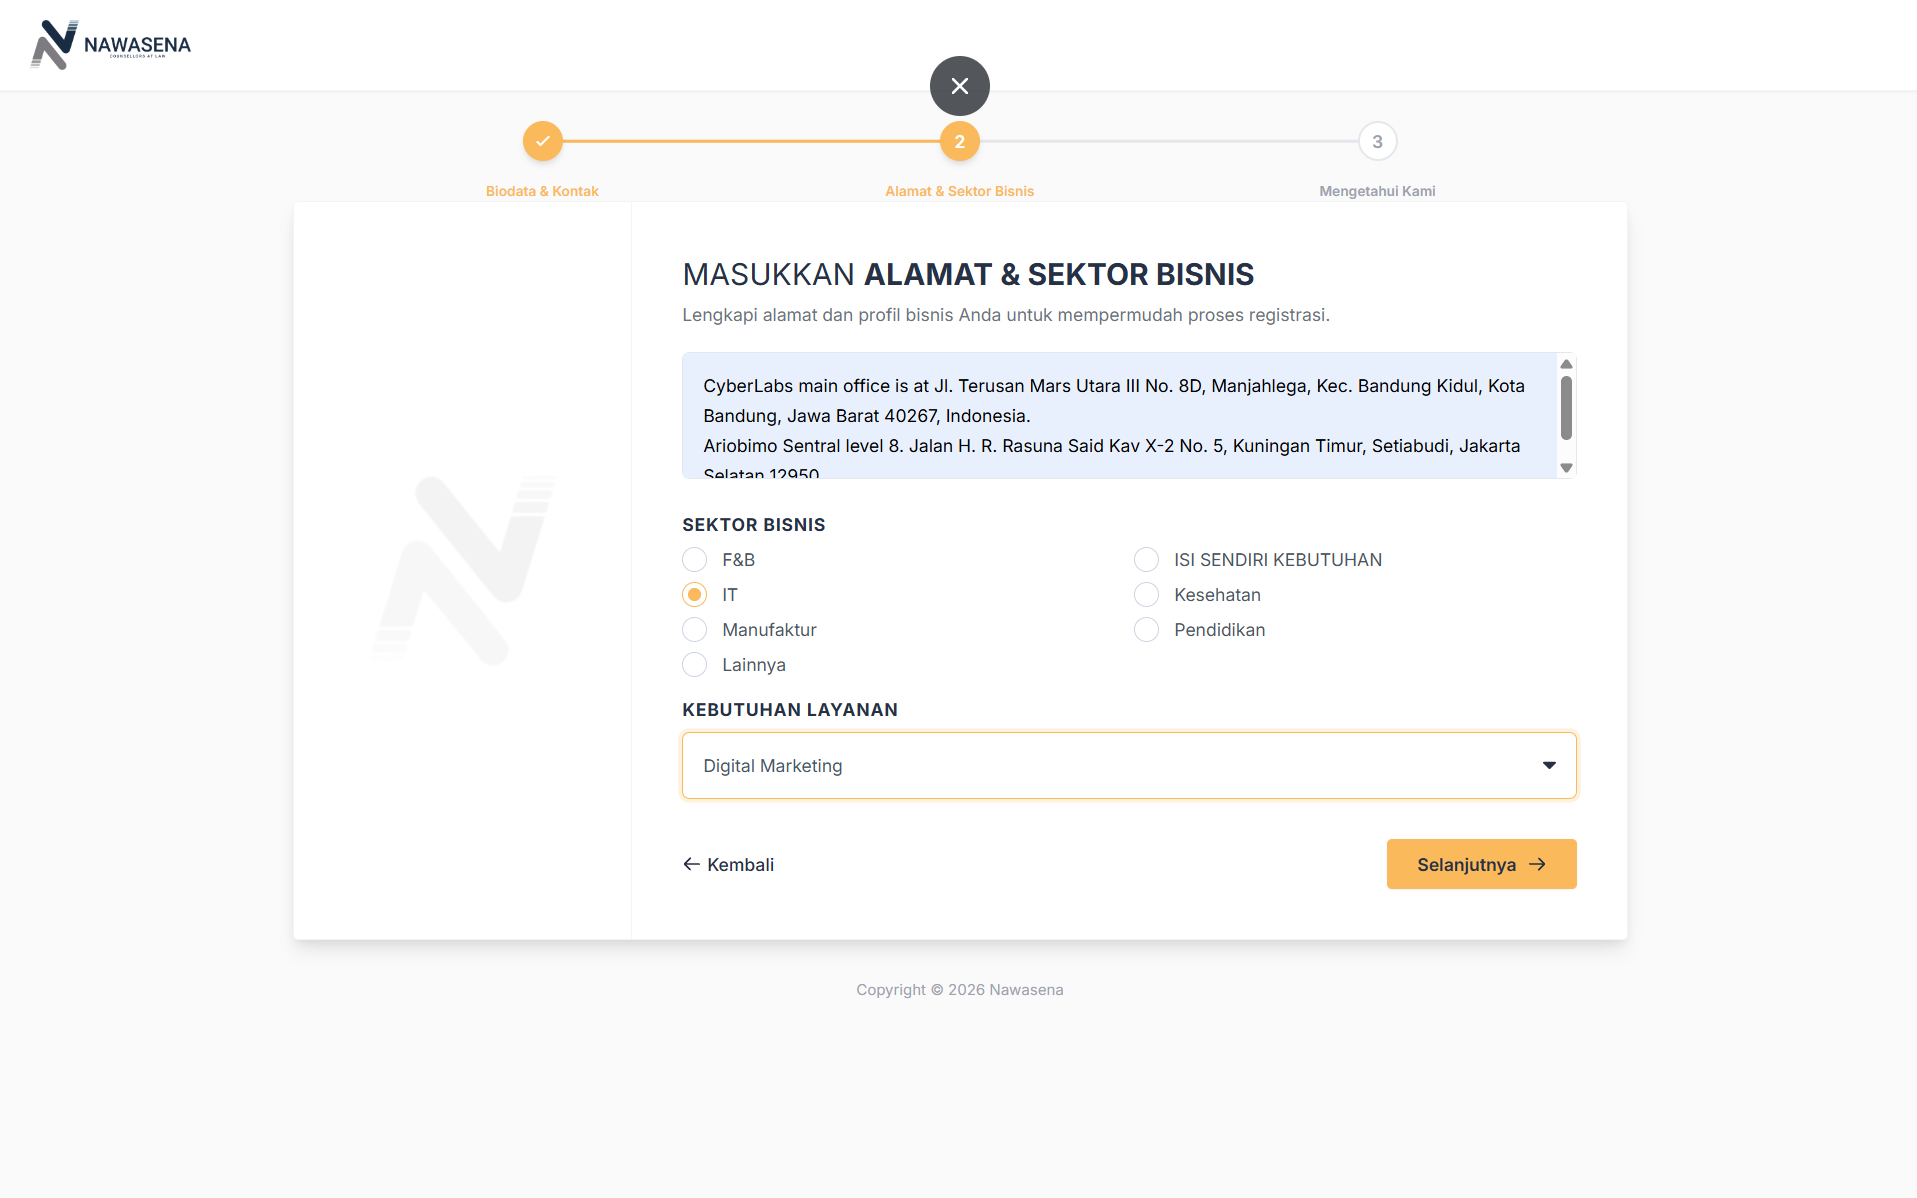 NAWASENA
COUNSELLORS AT LAW
2
3
Biodata & Kontak
Alamat & Sektor Bisnis
Mengetahui Kami
MASUKKAN ALAMAT & SEKTOR BISNIS
Lengkapi alamat dan profil bisnis Anda untuk mempermudah proses registrasi.
CyberLabs main office is at Jl. Terusan Mars Utara III No. 8D, Manjahlega, Kec. Bandung Kidul, Kota
Bandung, Jawa Barat 40267, Indonesia.
Ariobimo Sentral level 8. Jalan H. R. Rasuna Said Kav X-2 No. 5, Kuningan Timur, Setiabudi, Jakarta
Selatan 12950
SEKTOR BISNIS
F&B
ISI SENDIRI KEBUTUHAN
IT
Kesehatan
Manufaktur
Pendidikan
Lainnya
KEBUTUHAN LAYANAN
Digital Marketing
Kembali
Selanjutnya
Copyright © 2026 Nawasena